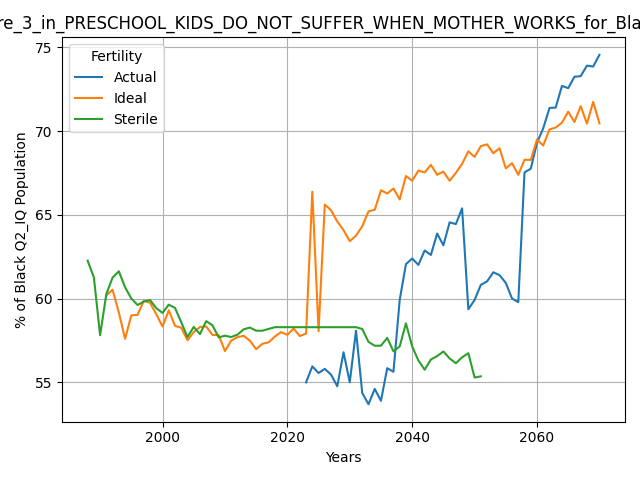 re_3_in_PRESCHOOL_KIDS_DO_NOT_SUFFER_WHEN_MOTHER_WORKS_for_Bla
Fertility
Actual
Ideal
Sterile
% of Black Q2_IQ Population
75
70
65
60
55
2000
2020
2040
2060
Years